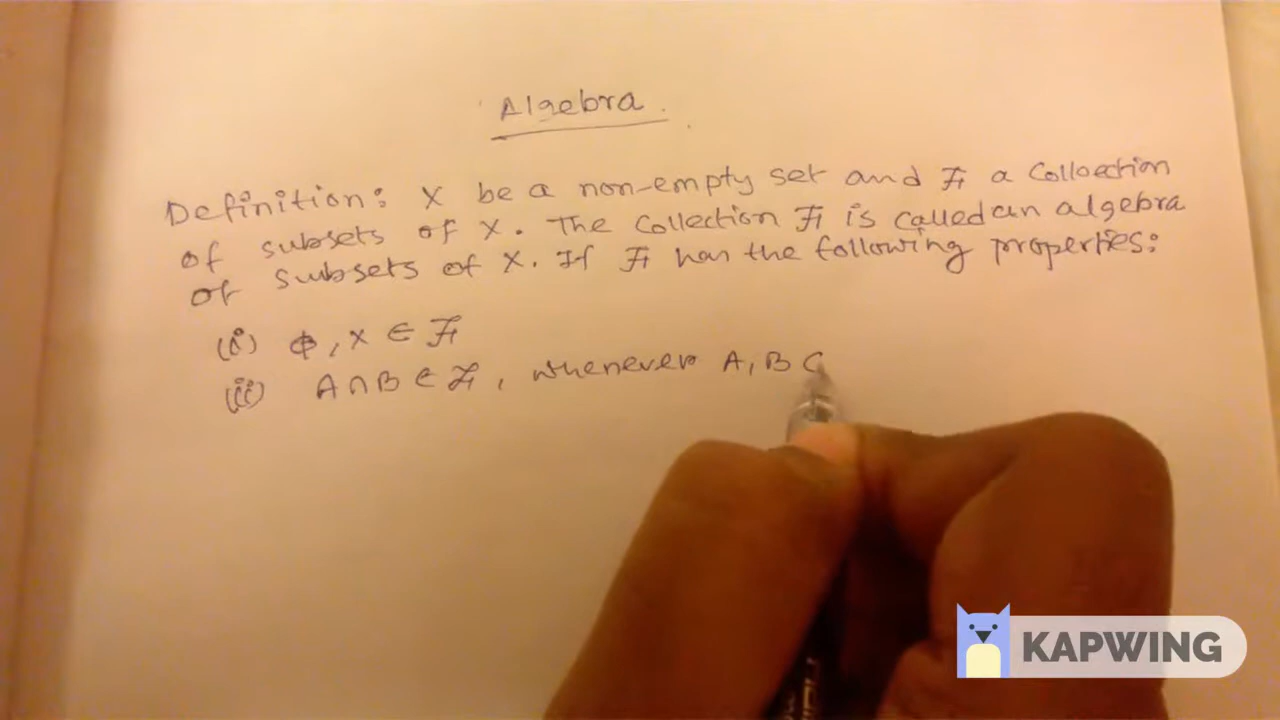 Algebra.
Definition: X be a non-empty set and Ƒ a Collection
of subsets of X. The Collection Ƒ is called an algebra
of subsets of X. If Ƒ has the following properties:
(i) Φ, X ∈ Ƒ
(ii) A∩B ∈ Ƒ, whenever A, B
KAPWING